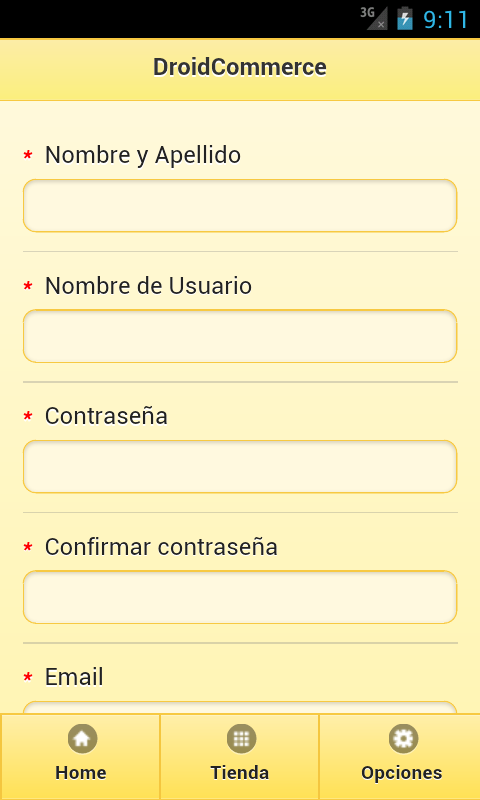 3G 9:11
DroidCommerce
* Nombre y Apellido
* Nombre de Usuario
* Contraseña
* Confirmar contraseña
* Email
Home Tienda Opciones